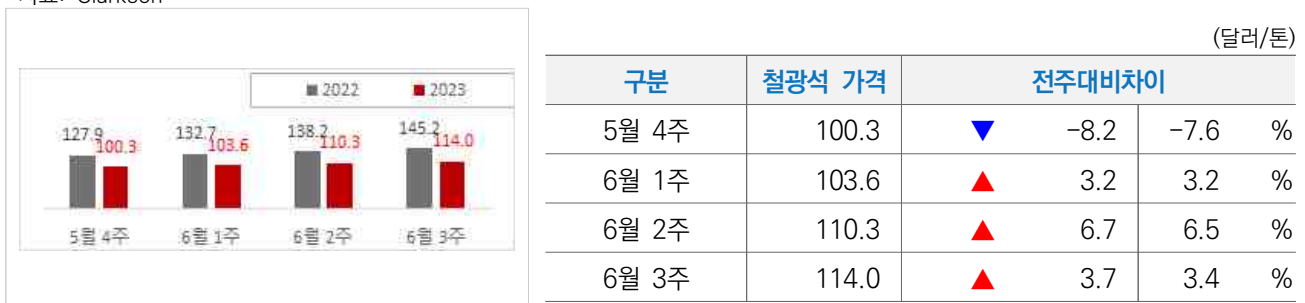 (달러/톤)
2022 2023
127.9 100.3 132.7 103.6 138.2 110.3 145.2 114.0
5월 4주 6월 1주 6월 2주 6월 3주
구분 철광석 가격 전주대비차이
5월 4주 100.3 ▼ -8.2 -7.6 %
6월 1주 103.6 ▲ 3.2 3.2 %
6월 2주 110.3 ▲ 6.7 6.5 %
6월 3주 114.0 ▲ 3.7 3.4 %